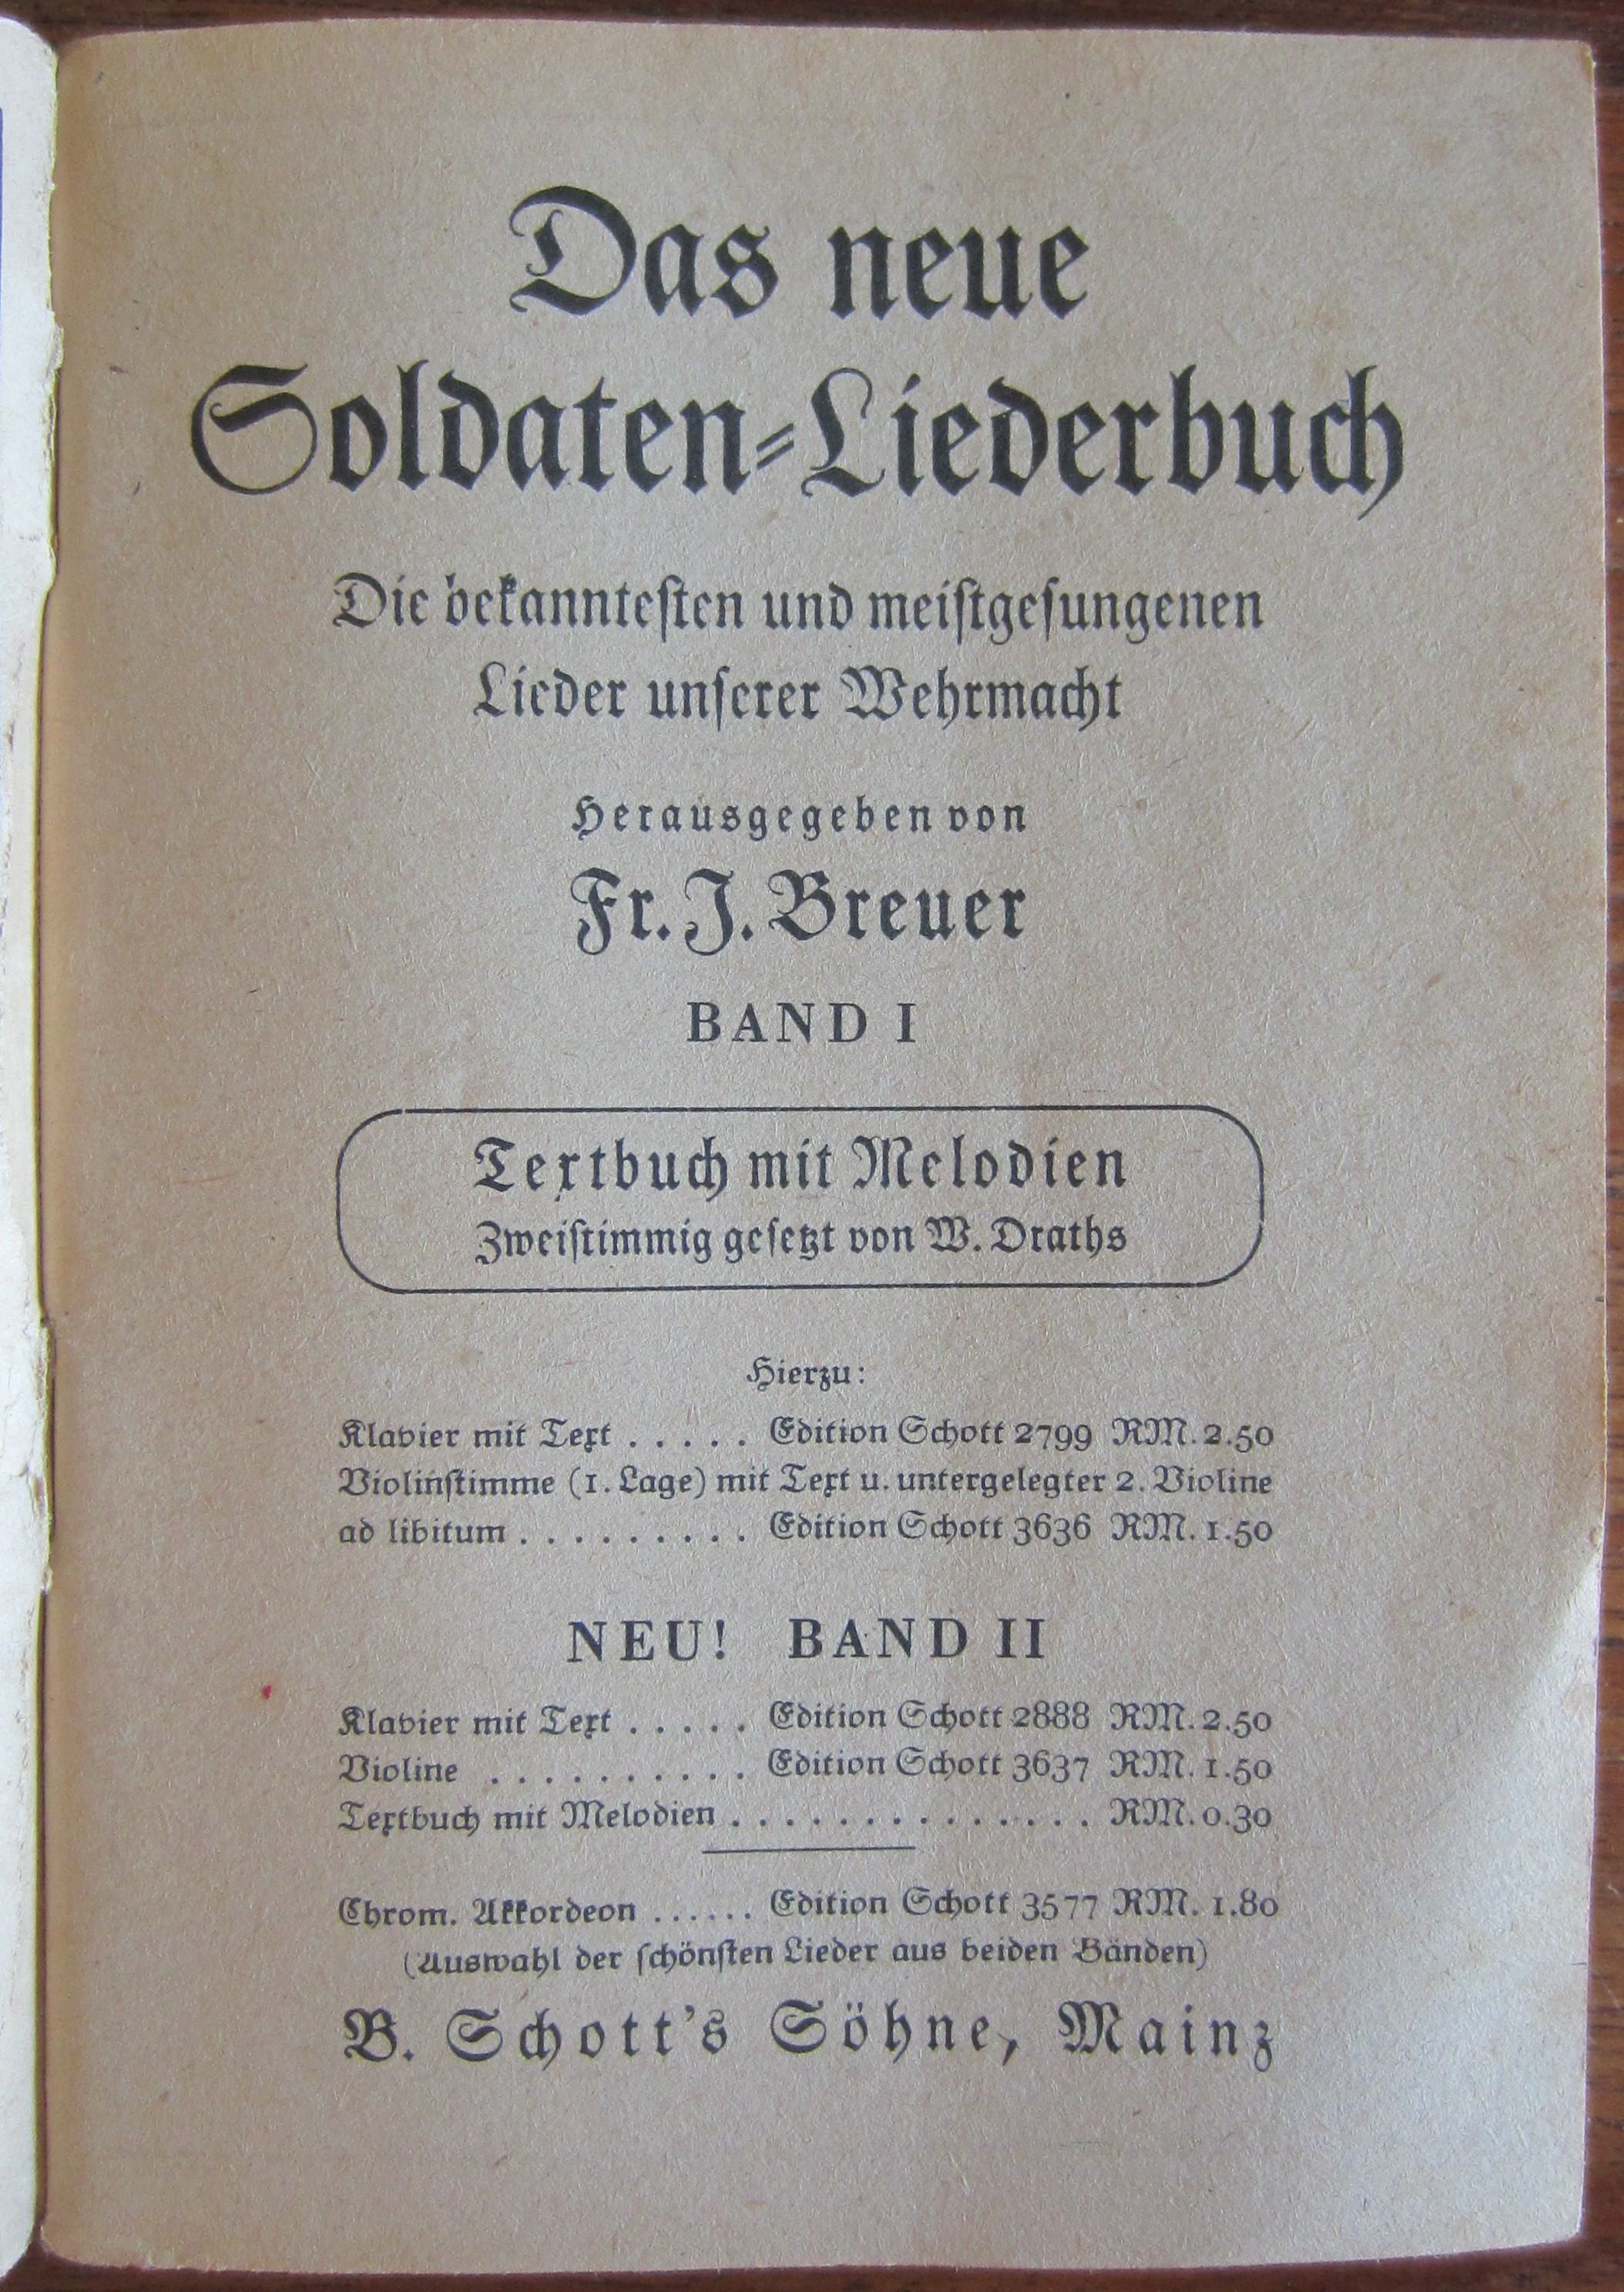 Das neue
Soldaten-Liederbuch
Die bekanntesten und meistgesungenen
Lieder unserer Wehrmacht
Herausgegeben von
Fr. J. Breuer
BAND I
Textbuch mit Melodien
Zweistimmig gesetzt von W. Draths
Hierzu:
Klavier mit Text . . . . . Edition Schott 2799 RM. 2.50
Violinstimme (1. Lage) mit Text u. untergelegter 2. Violine
ad libitum . . . . . . . . . Edition Schott 3636 RM. 1.50
NEU! BAND II
Klavier mit Text . . . . . Edition Schott 2888 RM. 2.50
Violine . . . . . . . . . . Edition Schott 3637 RM. 1.50
Textbuch mit Melodien . . . . . . . . . . . . . . RM. 0.30
Chrom. Akkordeon . . . . . . Edition Schott 3577 RM. 1.80
(Auswahl der schönsten Lieder aus beiden Bänden)
B. Schott's Söhne, Mainz